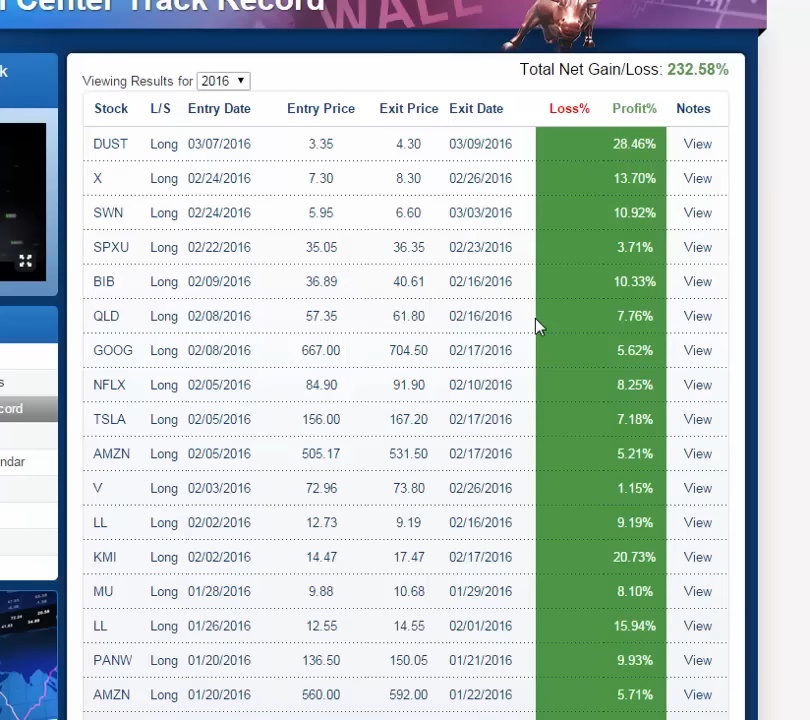 Center Track Record
WALL
k
Total Net Gain/Loss: 232.58%
Viewing Results for 2016
Stock L/S Entry Date Entry Price Exit Price Exit Date Loss% Profit% Notes
DUST Long 03/07/2016 3.35 4.30 03/09/2016 28.46% View
X Long 02/24/2016 7.30 8.30 02/26/2016 13.70% View
SWN Long 02/24/2016 5.95 6.60 03/03/2016 10.92% View
SPXU Long 02/22/2016 35.05 36.35 02/23/2016 3.71% View
BIB Long 02/09/2016 36.89 40.61 02/16/2016 10.33% View
QLD Long 02/08/2016 57.35 61.80 02/16/2016 7.76% View
GOOG Long 02/08/2016 667.00 704.50 02/17/2016 5.62% View
s NFLX Long 02/05/2016 84.90 91.90 02/10/2016 8.25% View
cord TSLA Long 02/05/2016 156.00 167.20 02/17/2016 7.18% View
ndar AMZN Long 02/05/2016 505.17 531.50 02/17/2016 5.21% View
V Long 02/03/2016 72.96 73.80 02/26/2016 1.15% View
LL Long 02/02/2016 12.73 9.19 02/16/2016 9.19% View
KMI Long 02/02/2016 14.47 17.47 02/17/2016 20.73% View
MU Long 01/28/2016 9.88 10.68 01/29/2016 8.10% View
LL Long 01/26/2016 12.55 14.55 02/01/2016 15.94% View
PANW Long 01/20/2016 136.50 150.05 01/21/2016 9.93% View
AMZN Long 01/20/2016 560.00 592.00 01/22/2016 5.71% View